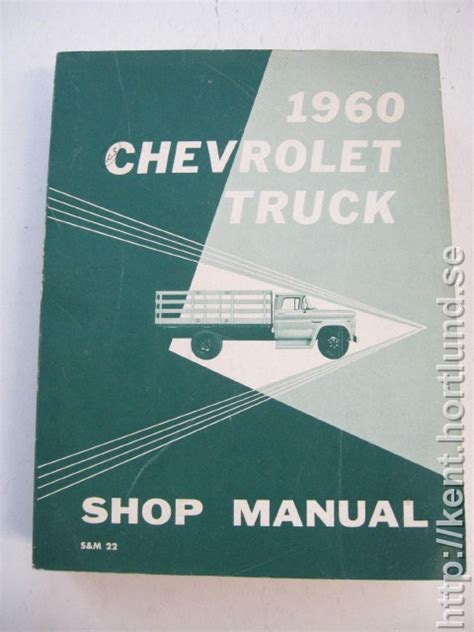 1960
CHEVROLET
TRUCK
SHOP MANUAL
S&M 22
http://kent.hortlund.se